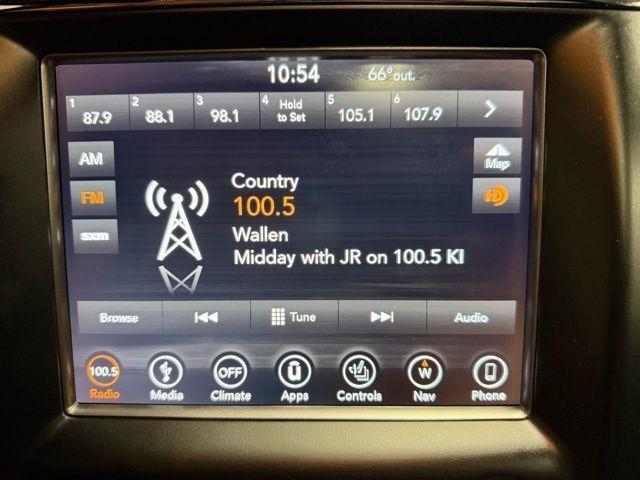 10:54 66° out.
1 87.9 2 88.1 3 98.1 4 Hold to Set 5 105.1 6 107.9
AM
Map
FM
HD
sxm
Country
100.5
Wallen
Midday with JR on 100.5 KI
Browse Tune Audio
100.5 OFF W
Radio Media Climate Apps Controls Nav Phone